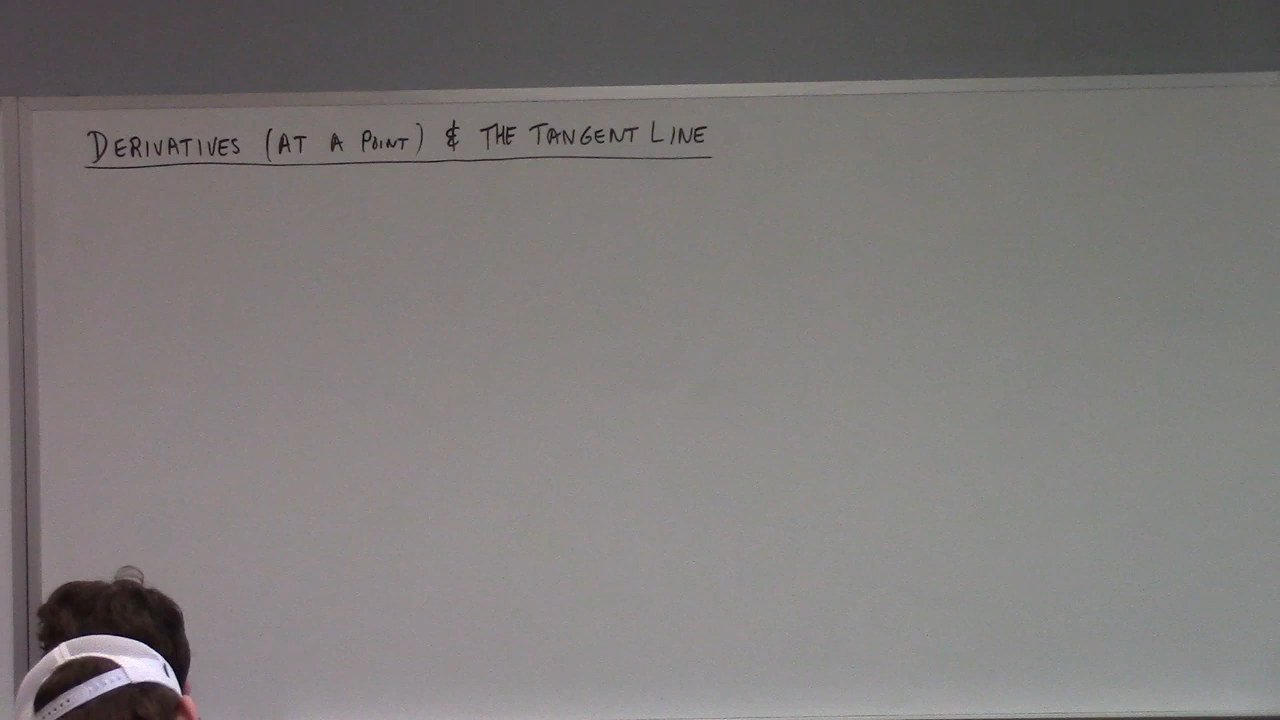 DERIVATIVES (AT A POINT) & THE TANGENT LINE